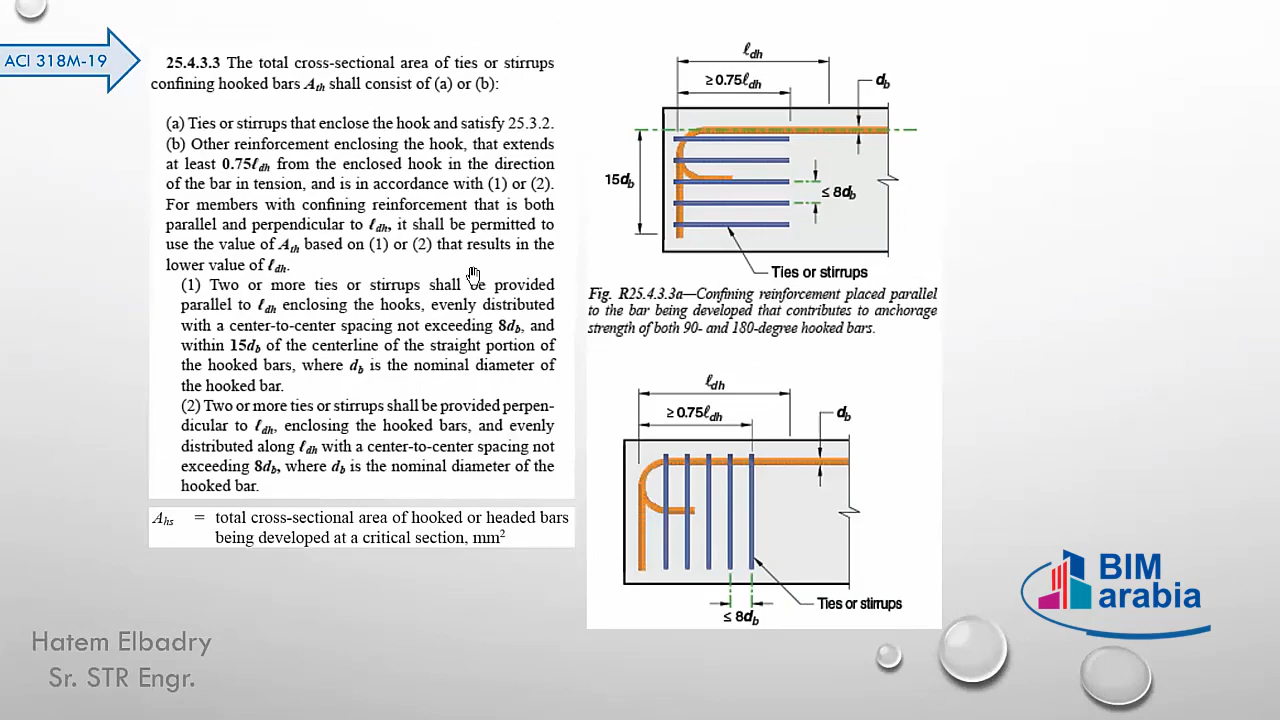 ACI 318M-19
25.4.3.3 The total cross-sectional area of ties or stirrups
confining hooked bars Ath shall consist of (a) or (b):
(a) Ties or stirrups that enclose the hook and satisfy 25.3.2.
(b) Other reinforcement enclosing the hook, that extends
at least 0.75ℓdh from the enclosed hook in the direction
of the bar in tension, and is in accordance with (1) or (2).
For members with confining reinforcement that is both
parallel and perpendicular to ℓdh, it shall be permitted to
use the value of Ath based on (1) or (2) that results in the
lower value of ℓdh.
(1) Two or more ties or stirrups shall be provided
parallel to ℓdh enclosing the hooks, evenly distributed
with a center-to-center spacing not exceeding 8db, and
within 15db of the centerline of the straight portion of
the hooked bars, where db is the nominal diameter of
the hooked bar.
(2) Two or more ties or stirrups shall be provided perpen-
dicular to ℓdh, enclosing the hooked bars, and evenly
distributed along ℓdh with a center-to-center spacing not
exceeding 8db, where db is the nominal diameter of the
hooked bar.
Ahs = total cross-sectional area of hooked or headed bars
being developed at a critical section, mm2
ℓdh
≥ 0.75ℓdh
db
15db
≤ 8db
Ties or stirrups
Fig. R25.4.3.3a—Confining reinforcement placed parallel
to the bar being developed that contributes to anchorage
strength of both 90- and 180-degree hooked bars.
ℓdh
≥ 0.75ℓdh
db
Ties or stirrups
≤ 8db
BIM
arabia
Hatem Elbadry
Sr. STR Engr.